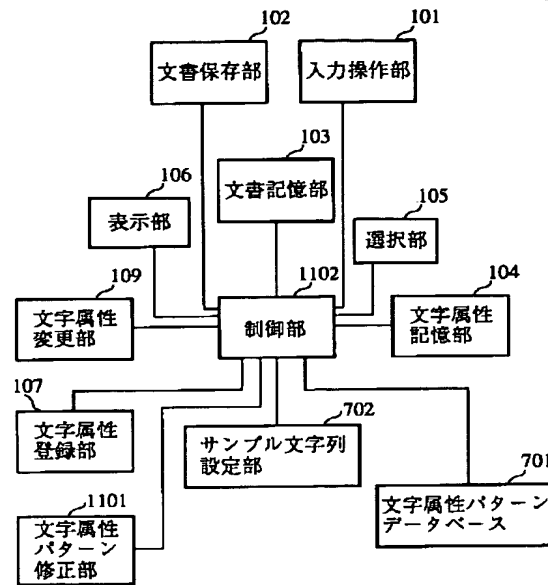 102
文書保存部
101
入力操作部
103
文書記憶部
106
表示部
105
選択部
1102
制御部
109
文字属性
変更部
104
文字属性
記憶部
107
文字属性
登録部
702
サンプル文字列
設定部
701
文字属性パターン
データベース
1101
文字属性
パターン
修正部